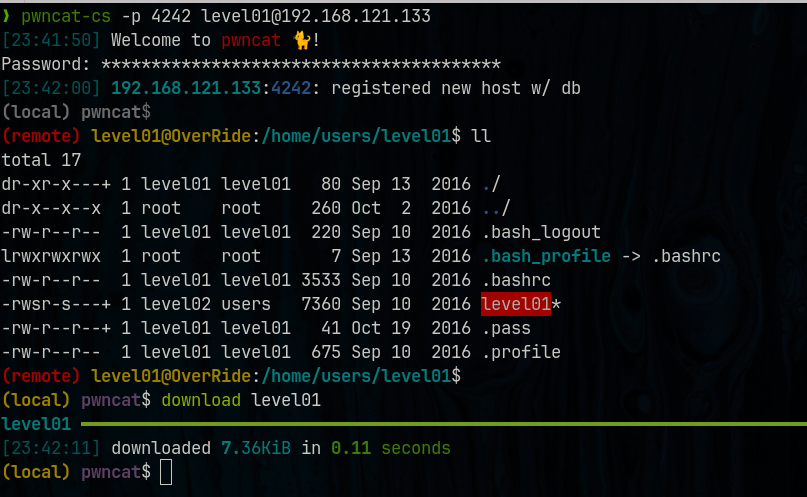 ❯ pwncat-cs -p 4242 level01@192.168.121.133
[23:41:50] Welcome to pwncat 🐈!
Password: ****************************************
[23:42:00] 192.168.121.133:4242: registered new host w/ db
(local) pwncat$
(remote) level01@OverRide:/home/users/level01$ ll
total 17
dr-xr-x---+ 1 level01 level01   80 Sep 13  2016 ./
dr-x--x--x  1 root    root     260 Oct  2  2016 ../
-rw-r--r--  1 level01 level01  220 Sep 10  2016 .bash_logout
lrwxrwxrwx  1 root    root       7 Sep 13  2016 .bash_profile -> .bashrc
-rw-r--r--  1 level01 level01 3533 Sep 10  2016 .bashrc
-rwsr-s---+ 1 level02 users   7360 Sep 10  2016 level01*
-rw-r--r--+ 1 level01 level01   41 Oct 19  2016 .pass
-rw-r--r--  1 level01 level01  675 Sep 10  2016 .profile
(remote) level01@OverRide:/home/users/level01$
(local) pwncat$ download level01
level01
[23:42:11] downloaded 7.36KiB in 0.11 seconds
(local) pwncat$